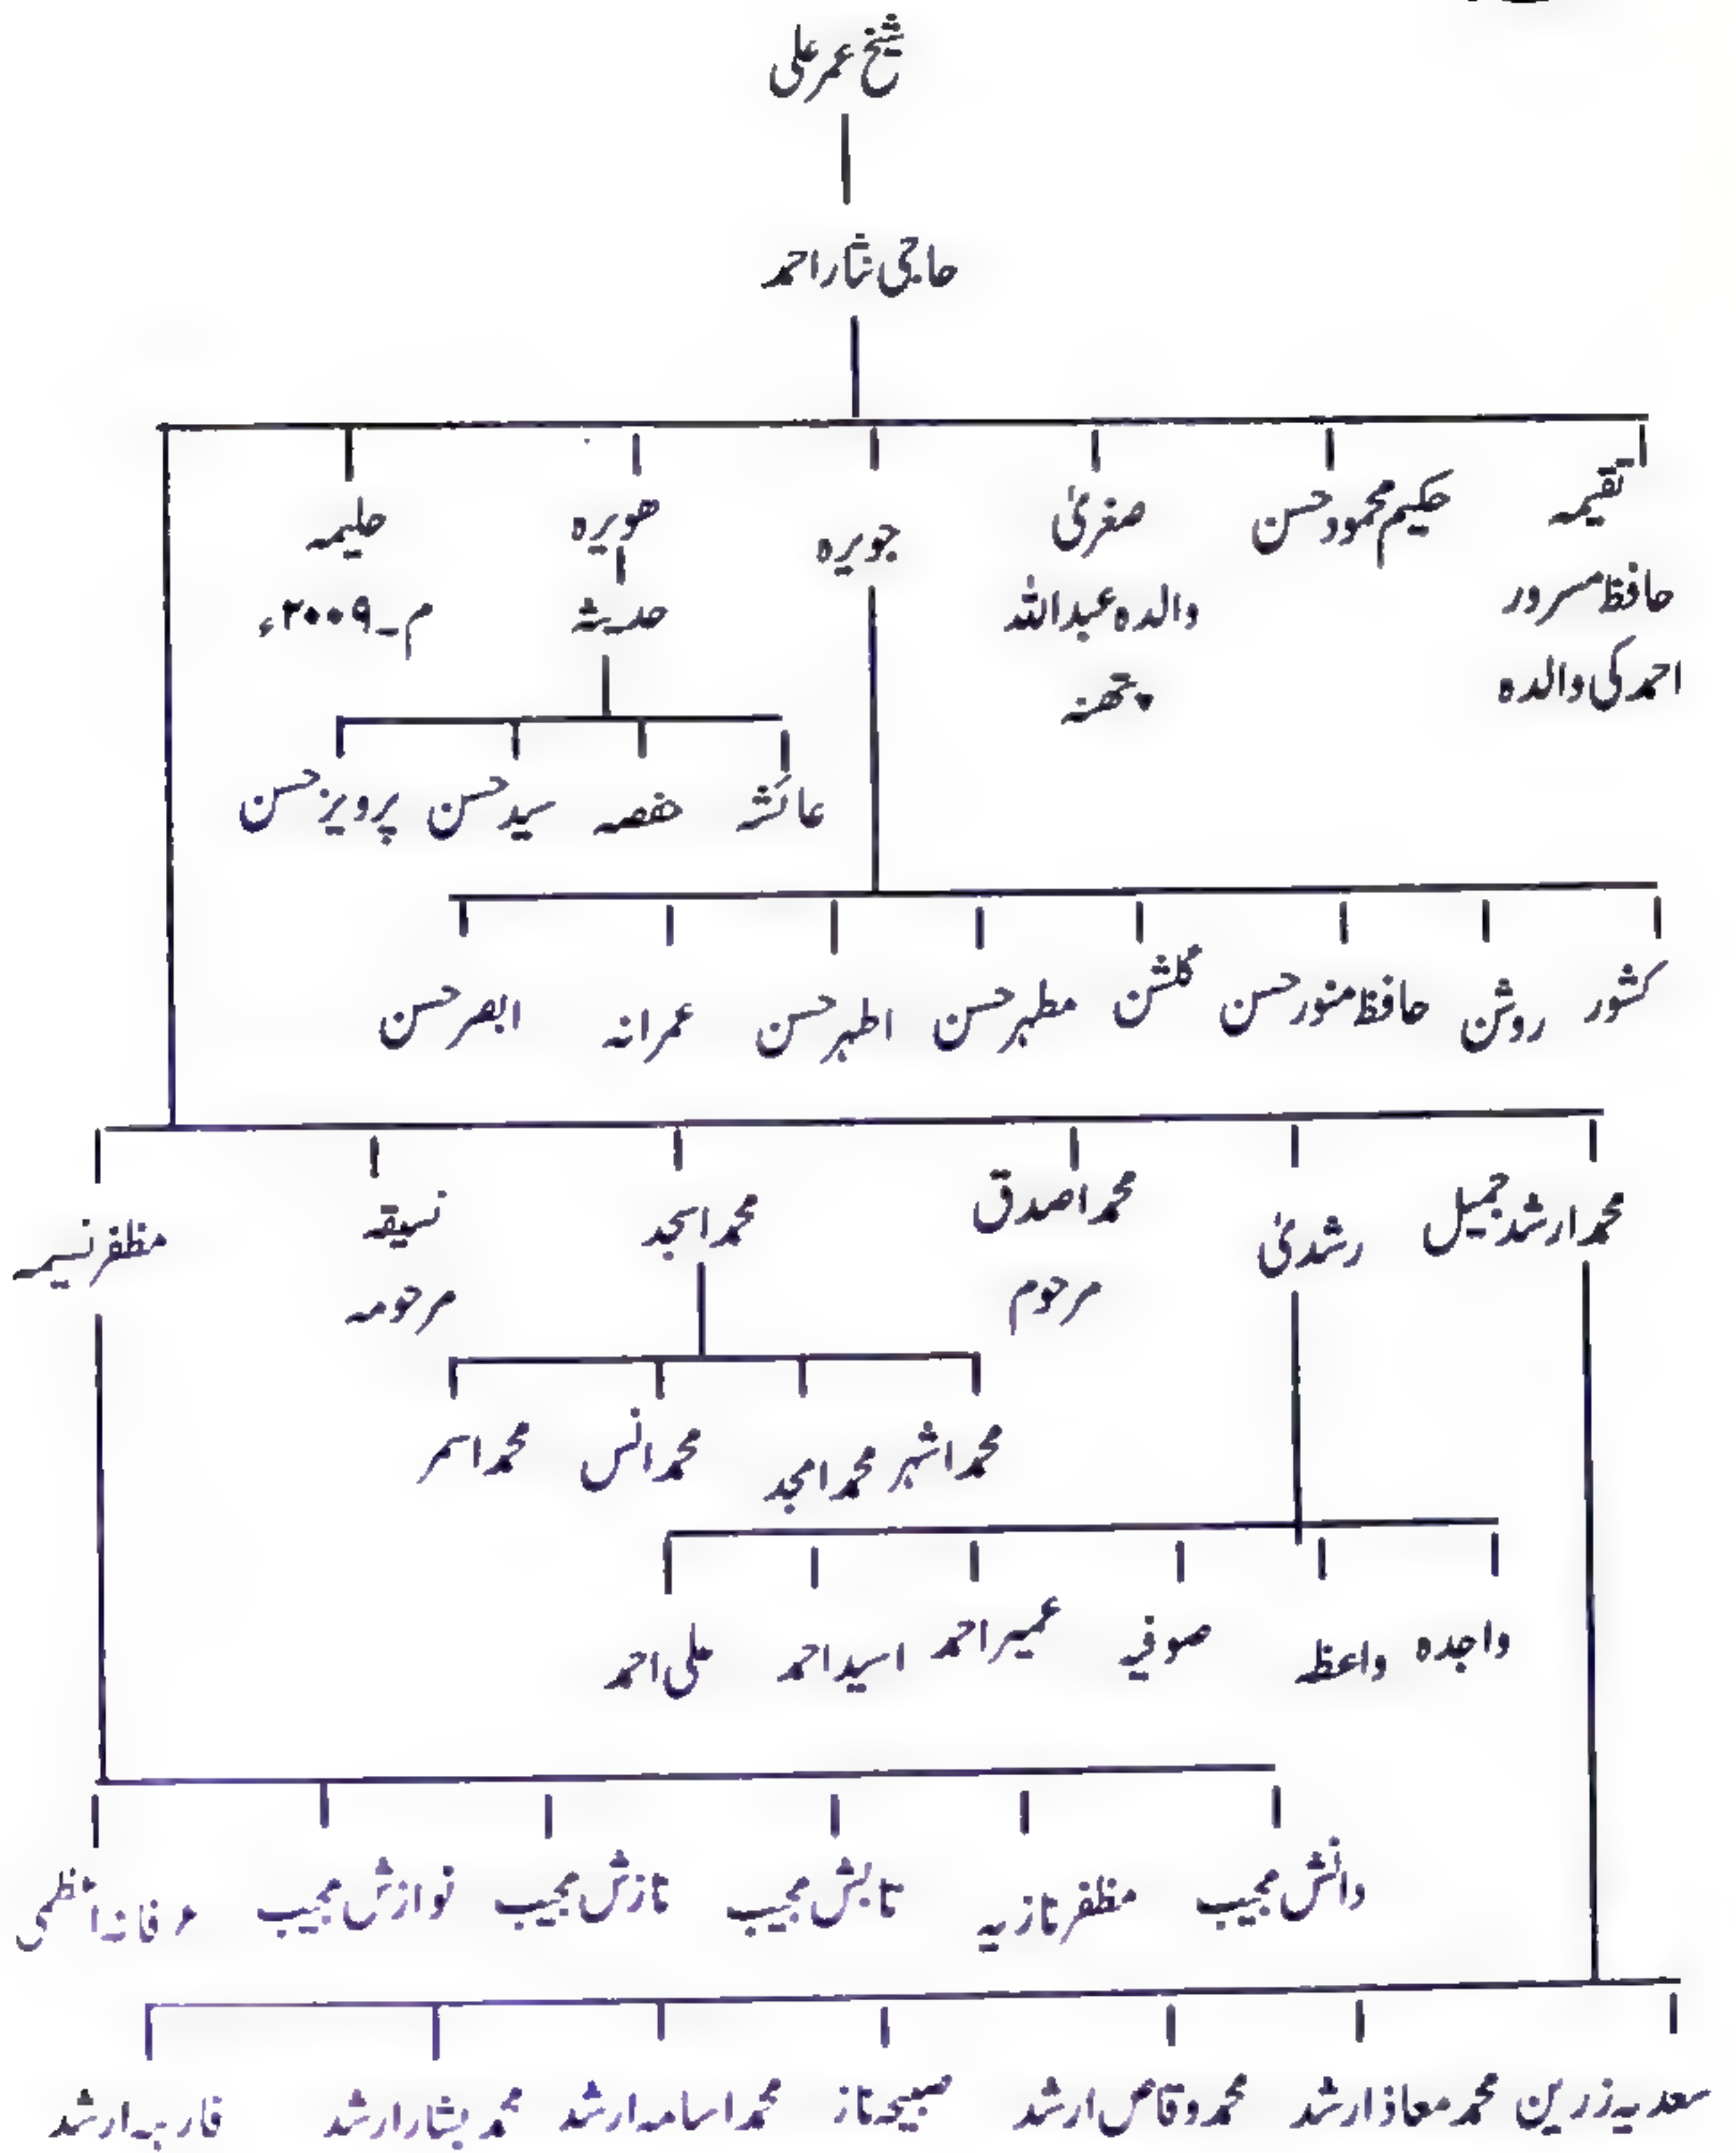 شیخ عمر علی
حاجی نثار احمد
تقیمہ
حافظ مسرور
احمد کی والدہ
حکیم محمود حسن
صغریٰ
والدہ عبداللہ
پتھنہ
جویرہ
ھویرہ
حدیثہ
حلیمہ
م۔۲۰۰۹ء
عائشہ حفصہ سید حسن پرویز حسن
کشور روشن حافظ منور حسن گلشن مطہر حسن اطہر حسن عمرانہ ابصر حسن
محمد ارشد جمیل رشدیٰ محمد اصدق محمد اسجد نسیقہ مظفر نسیمہ
مرحوم مرحومہ
محمد اشہر محمد امجد محمد انس محمد اسمر
واجدہ واعظہ صوفیہ عمیر احمد اسید احمد علی احمد
دانش مجیب مظفر نازیہ تابش مجیب نازش مجیب نوازش مجیب عرفانہ اعظمی
سعدیہ زرین محمد معاذ ارشد محمد وقاص ارشد صبیحہ ناز محمد اسامہ ارشد محمد بشار ارشد فاریہ ارشد